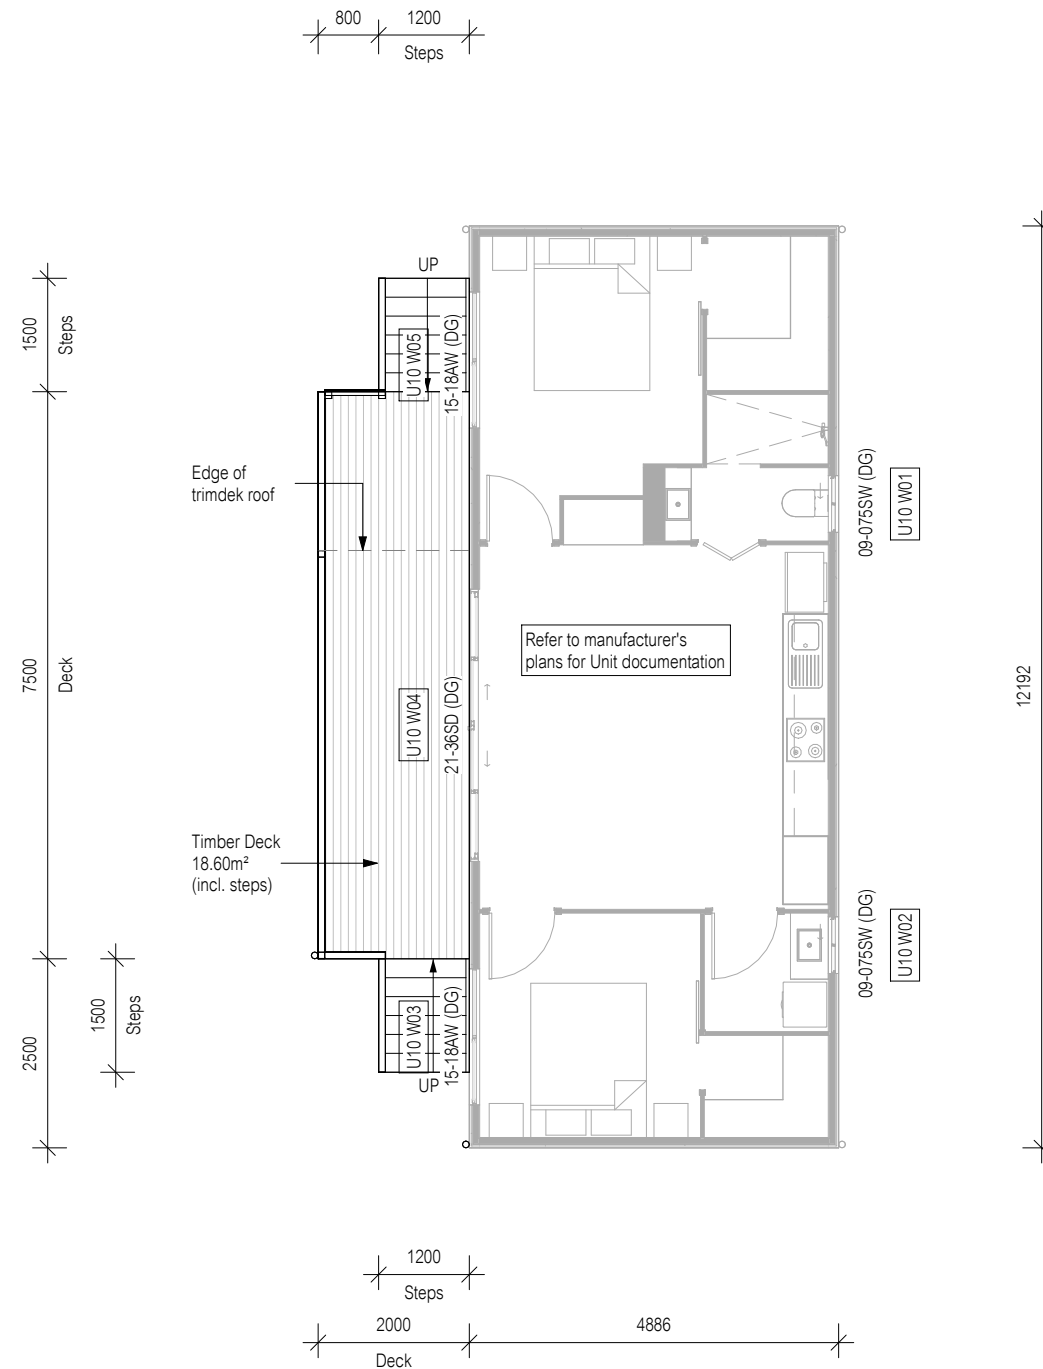 800
1200
Steps
UP
1500
Steps
U10 W05
15-18AW (DG)
Edge of
trimdek roof
09-075SW (DG)
U10 W01
Refer to manufacturer's
plans for Unit documentation
7500
Deck
U10 W04
21-36SD (DG)
12192
Timber Deck
18.60m²
(incl. steps)
09-075SW (DG)
U10 W02
2500
1500
Steps
U10 W03
15-18AW (DG)
UP
1200
Steps
2000
Deck
4886